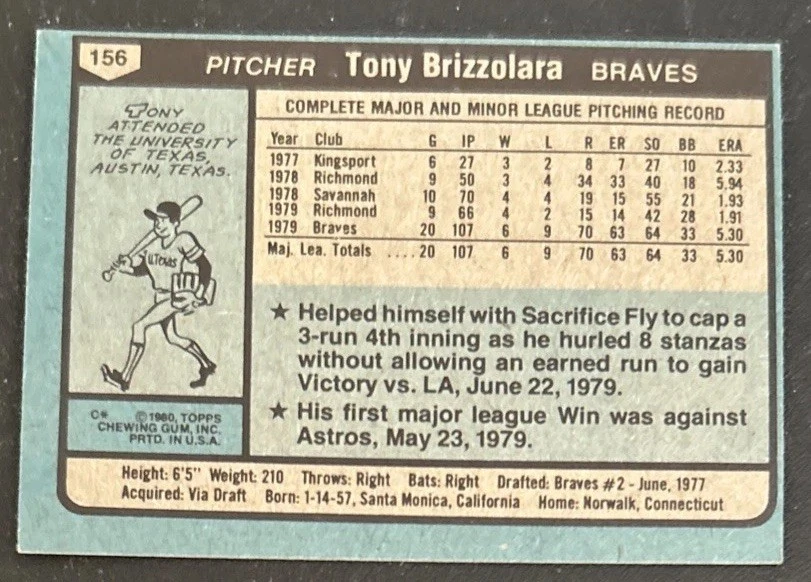 156 PITCHER Tony Brizzolara BRAVES
TONY
ATTENDED
THE UNIVERSITY
OF TEXAS,
AUSTIN, TEXAS.
U.TEXAS
COMPLETE MAJOR AND MINOR LEAGUE PITCHING RECORD
Year Club G IP W L R ER SO BB ERA
1977 Kingsport 6 27 3 2 8 7 27 10 2.33
1978 Richmond 9 50 3 4 34 33 40 18 5.94
1978 Savannah 10 70 4 4 19 15 55 21 1.93
1979 Richmond 9 66 4 2 15 14 42 28 1.91
1979 Braves 20 107 6 9 70 63 64 33 5.30
Maj. Lea. Totals .... 20 107 6 9 70 63 64 33 5.30
★ Helped himself with Sacrifice Fly to cap a
3-run 4th inning as he hurled 8 stanzas
without allowing an earned run to gain
Victory vs. LA, June 22, 1979.
★ His first major league Win was against
Astros, May 23, 1979.
C* ©1980, TOPPS
CHEWING GUM, INC.
PRTD. IN U.S.A.
Height: 6'5" Weight: 210 Throws: Right Bats: Right Drafted: Braves #2 - June, 1977
Acquired: Via Draft Born: 1-14-57, Santa Monica, California Home: Norwalk, Connecticut